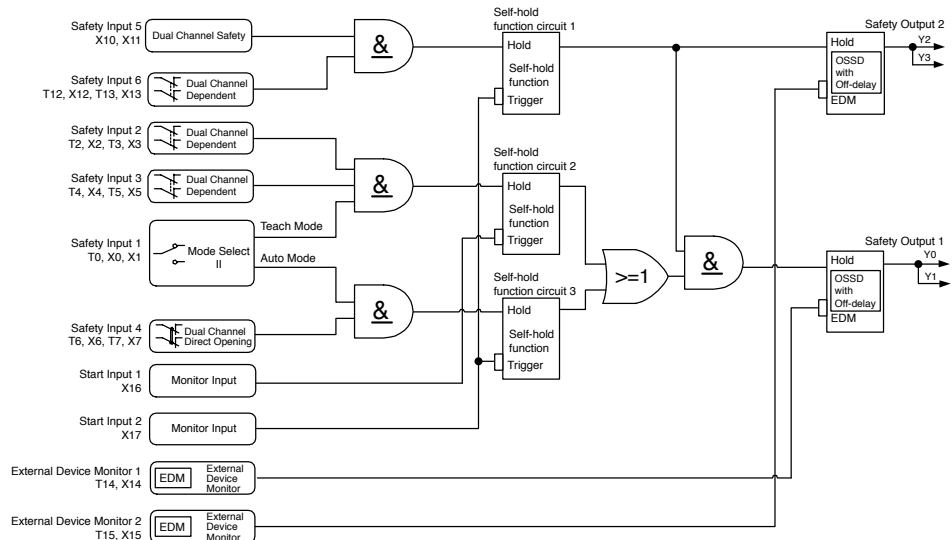 Safety Input 5
X10, X11
Dual Channel Safety
Safety Input 6
T12, X12, T13, X13
Dual Channel
Dependent
Safety Input 2
T2, X2, T3, X3
Dual Channel
Dependent
Safety Input 3
T4, X4, T5, X5
Dual Channel
Dependent
Safety Input 1
T0, X0, X1
Mode Select
II
Teach Mode
Auto Mode
Safety Input 4
T6, X6, T7, X7
Dual Channel
Direct Opening
Start Input 1
X16
Monitor Input
Start Input 2
X17
Monitor Input
External Device Monitor 1
T14, X14
EDM
External
Device
Monitor
External Device Monitor 2
T15, X15
EDM
External
Device
Monitor
&
&
&
Self-hold
function circuit 1
Hold
Self-hold
function
Trigger
Self-hold
function circuit 2
Hold
Self-hold
function
Trigger
Self-hold
function circuit 3
Hold
Self-hold
function
Trigger
>=1
&
Safety Output 2
Hold
OSSD
with
Off-delay
EDM
Y2
Y3
Safety Output 1
Hold
OSSD
with
Off-delay
EDM
Y0
Y1